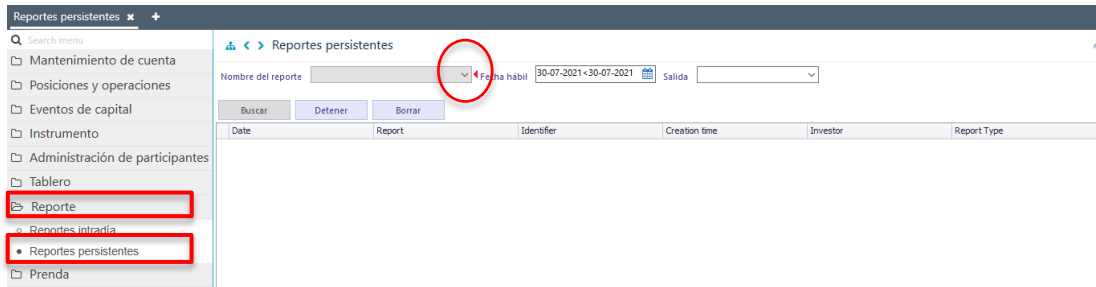 Reportes persistentes × +
Search menu
Reportes persistentes
Mantenimiento de cuenta
Nombre del reporte Fecha hábil 30-07-2021<30-07-2021 Salida
Posiciones y operaciones
Eventos de capital
Buscar Detener Borrar
Instrumento
Date Report Identifier Creation time Investor Report Type
Administración de participantes
Tablero
Reporte
Reportes intradía
Reportes persistentes
Prenda